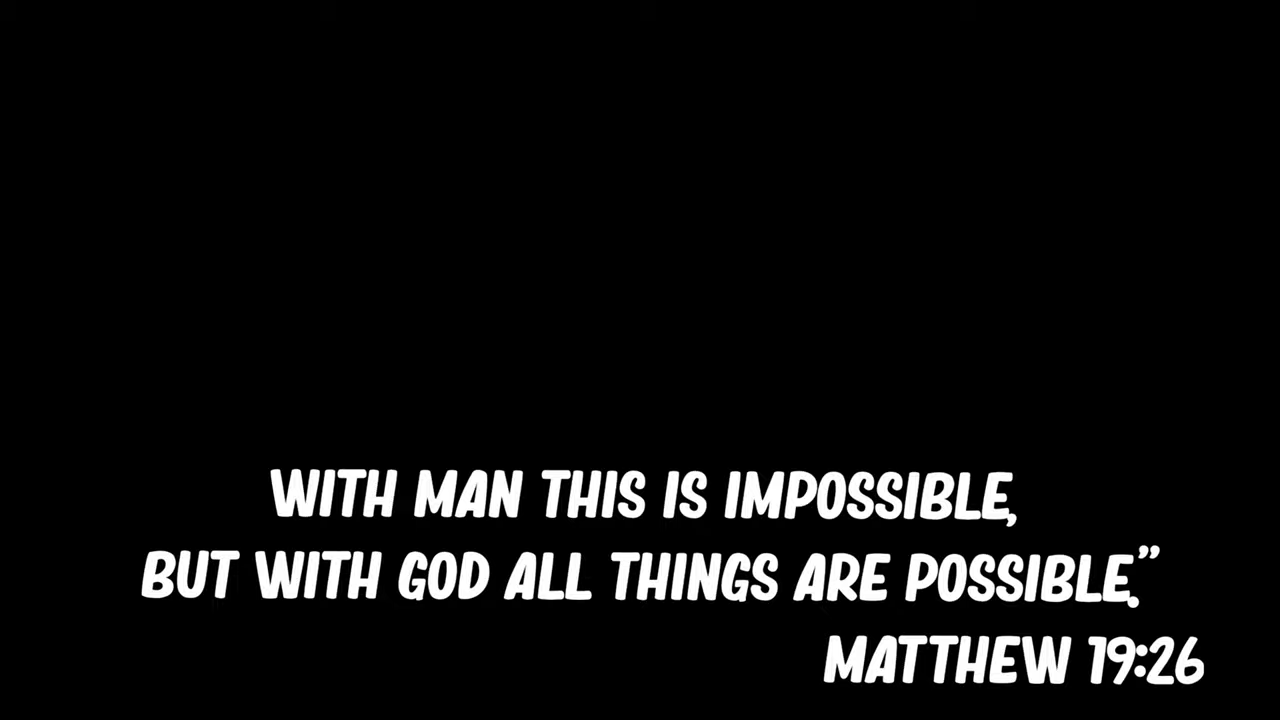 WITH MAN THIS IS IMPOSSIBLE,
BUT WITH GOD ALL THINGS ARE POSSIBLE.”
MATTHEW 19:26